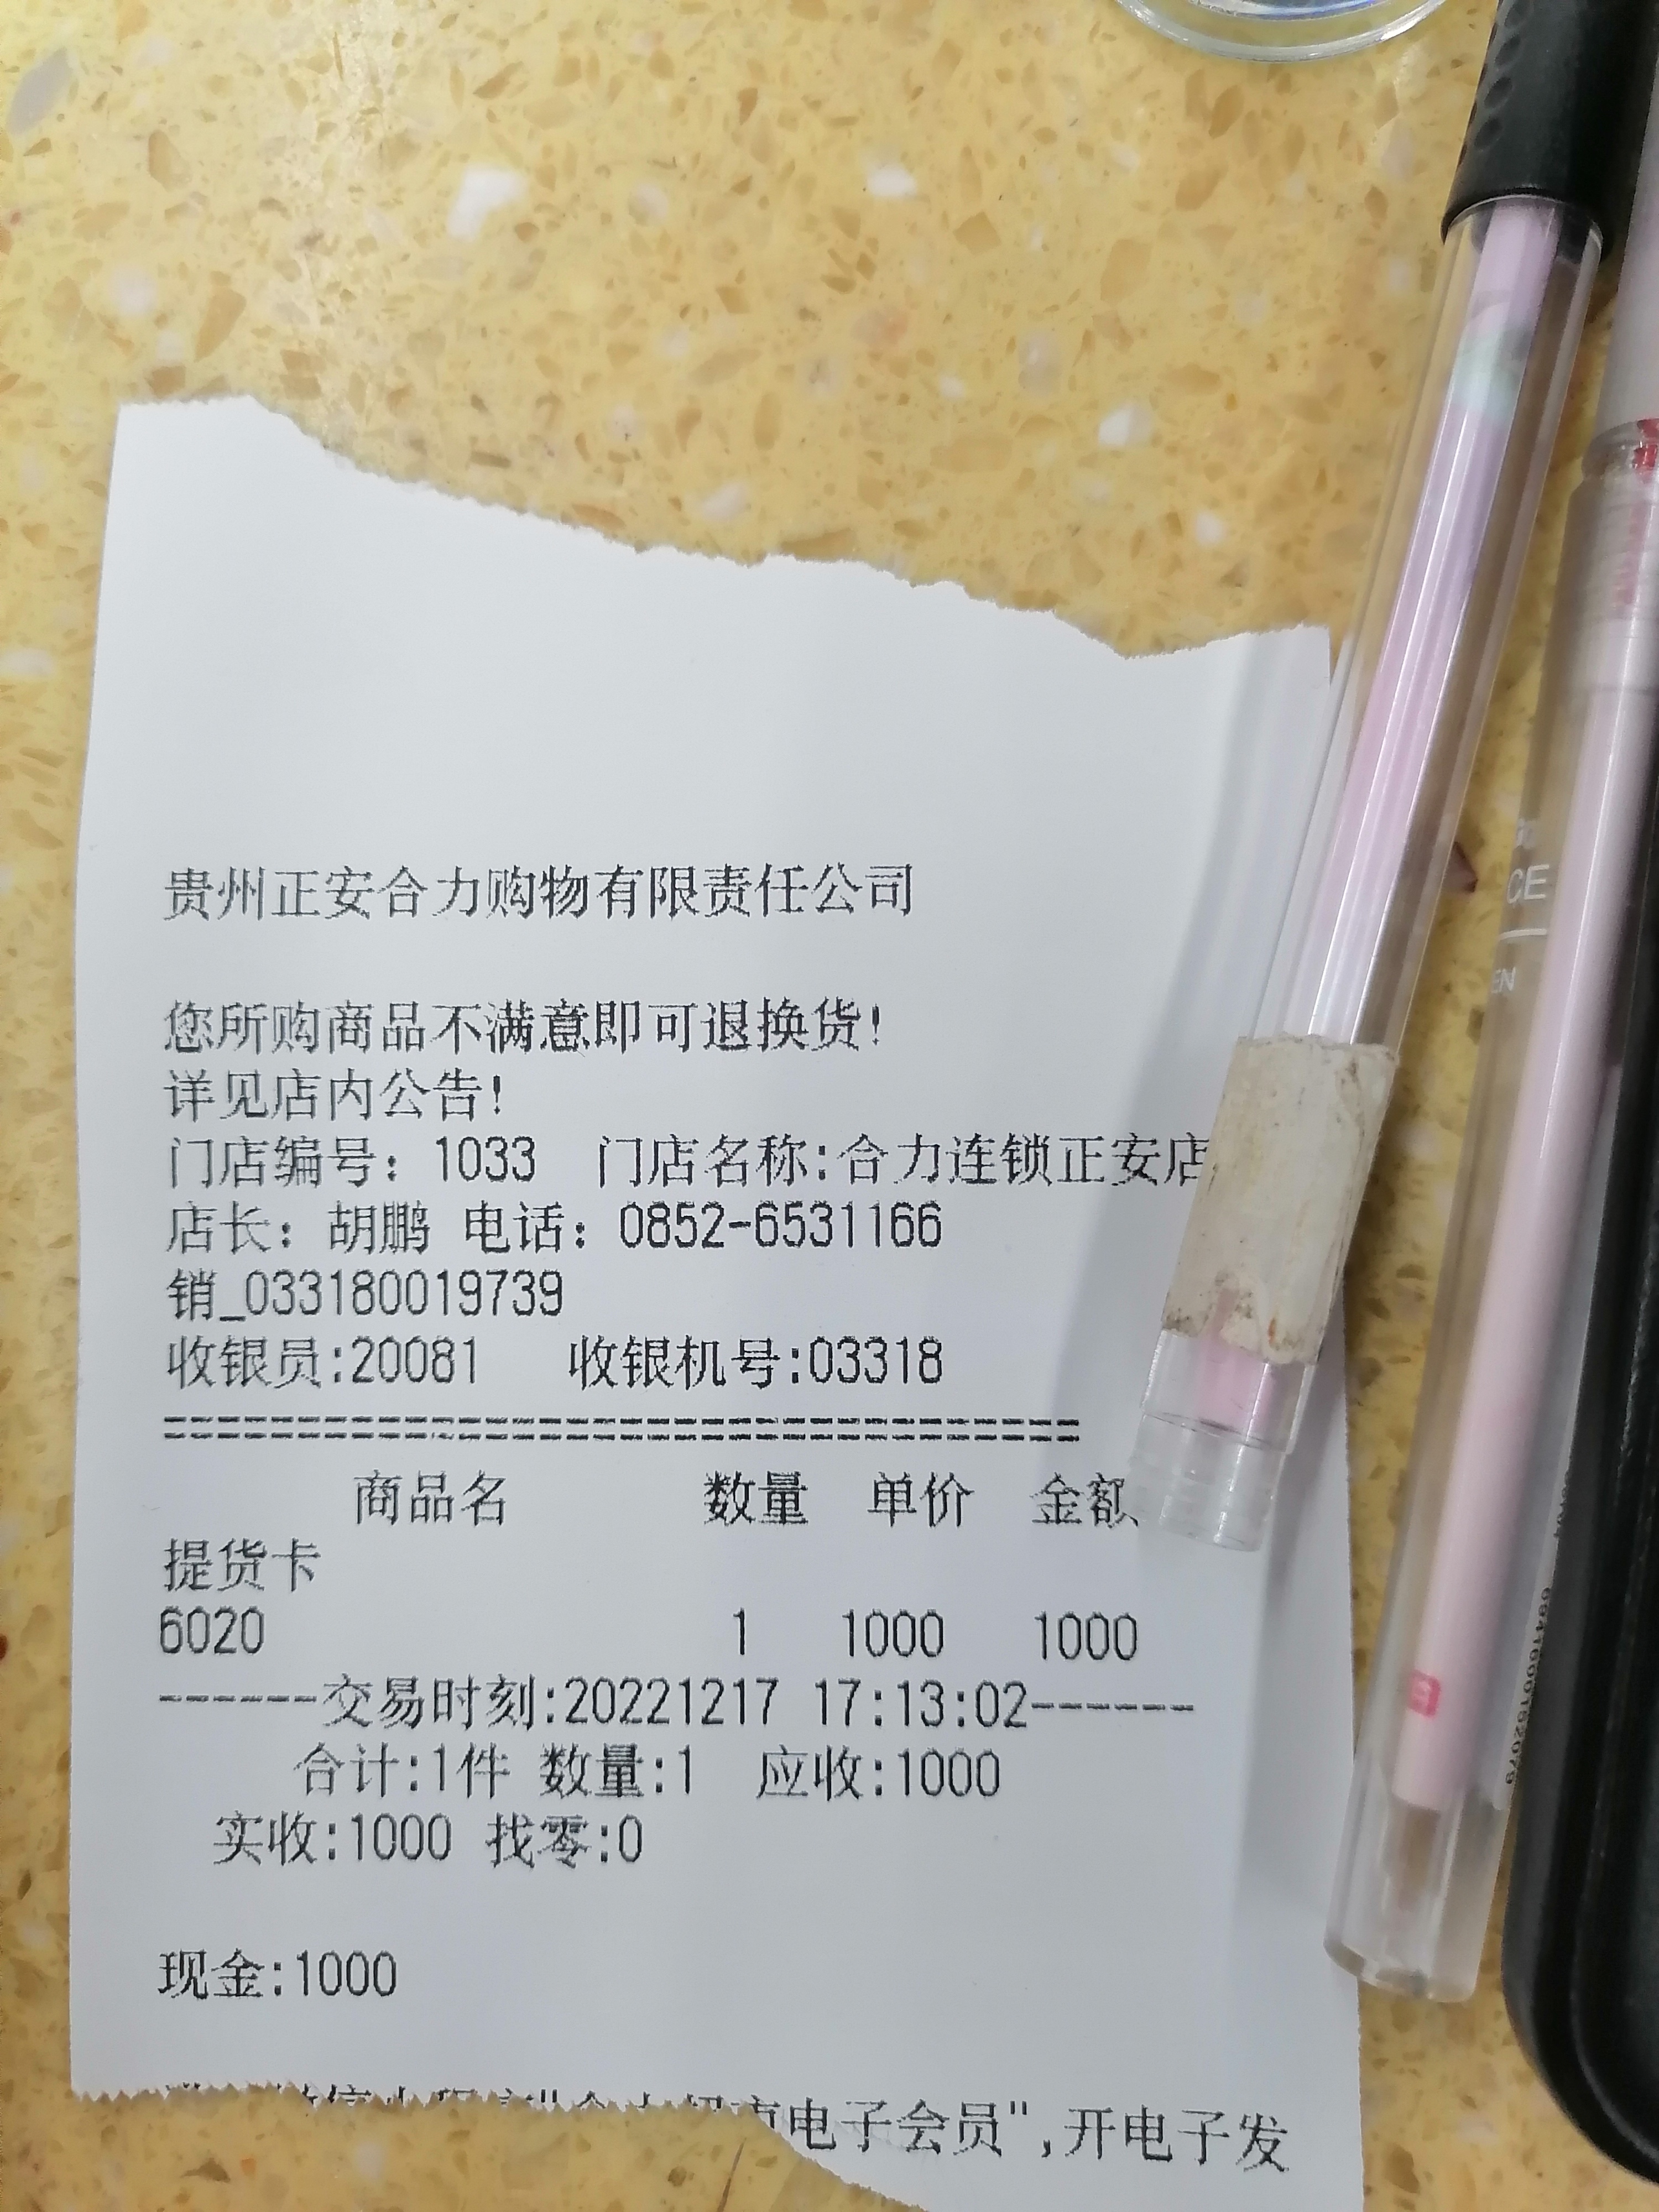 贵州正安合力购物有限责任公司
您所购商品不满意即可退换货!
详见店内公告!
门店编号: 1033 门店名称:合力连锁正安店
店长: 胡鹏 电话: 0852-6531166
销_033180019739
收银员:20081 收银机号:03318
==================================
商品名 数量 单价 金额
提货卡
6020 1 1000 1000
------交易时刻:20221217 17:13:02------
合计:1件 数量:1 应收:1000
实收:1000 找零:0
现金:1000
电子会员",开电子发
CE
EN